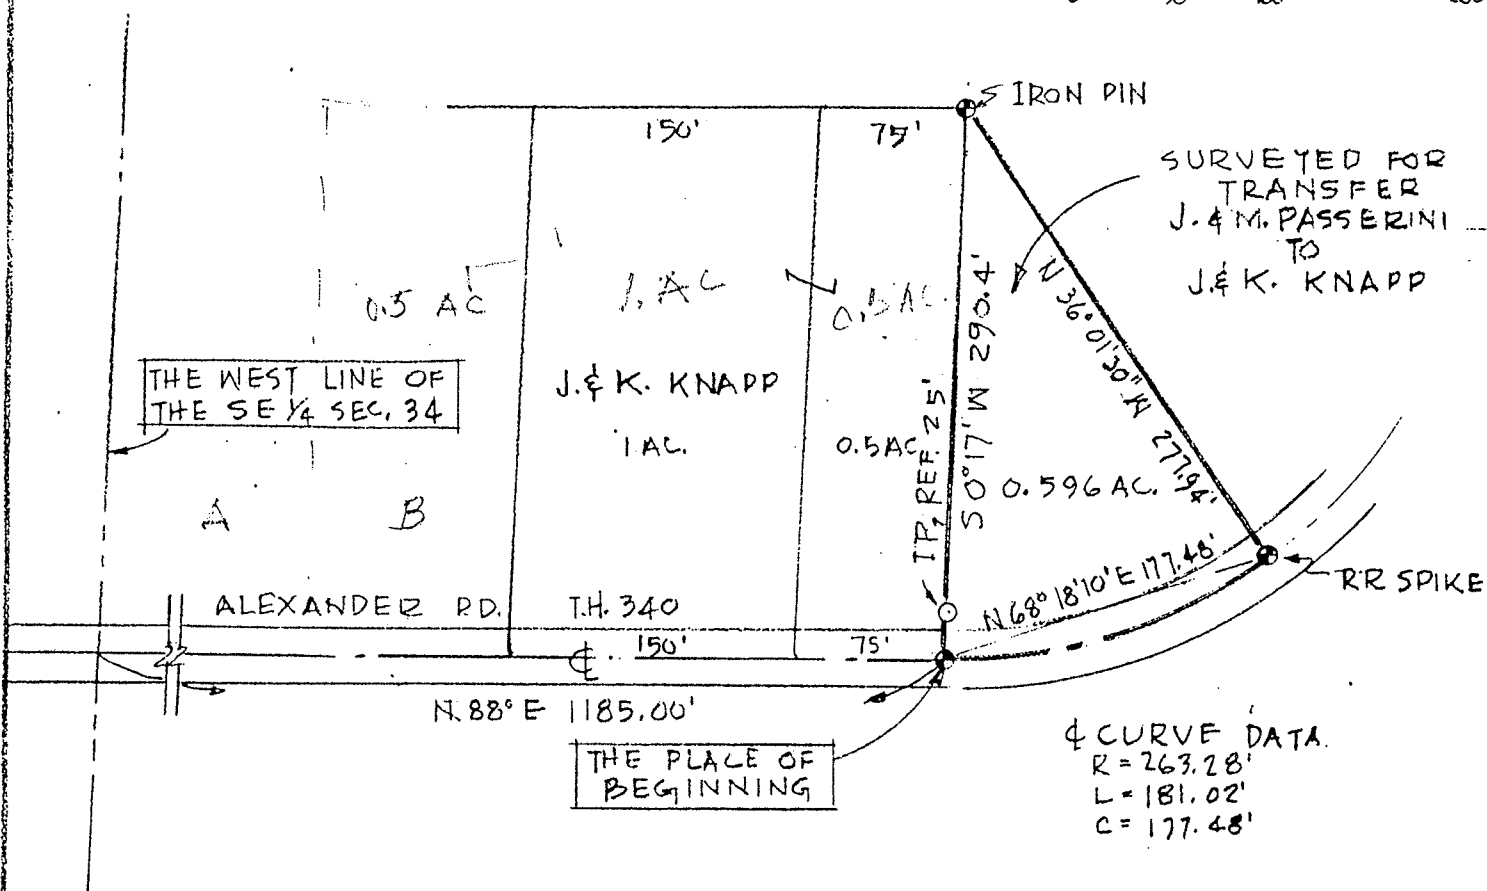 IRON PIN
150'
75'
SURVEYED FOR
TRANSFER
J. & M. PASSERINI
TO
J. & K. KNAPP
0.5 AC
1. AC
0.5 AC.
S 0° 17' W 290.4'
N 36° 01' 30" W 277.94'
THE WEST LINE OF
THE SE 1/4 SEC. 34
J. & K. KNAPP
1 AC.
0.5 AC.
I.P. REF. 25'
0.596 AC.
A
B
N 68° 18' 10" E 177.48'
RR SPIKE
ALEXANDER RD. T.H. 340
150'
75'
℄
N. 88° E 1185.00'
THE PLACE OF
BEGINNING
℄ CURVE DATA.
R = 263.28'
L = 181.02'
C = 177.48'